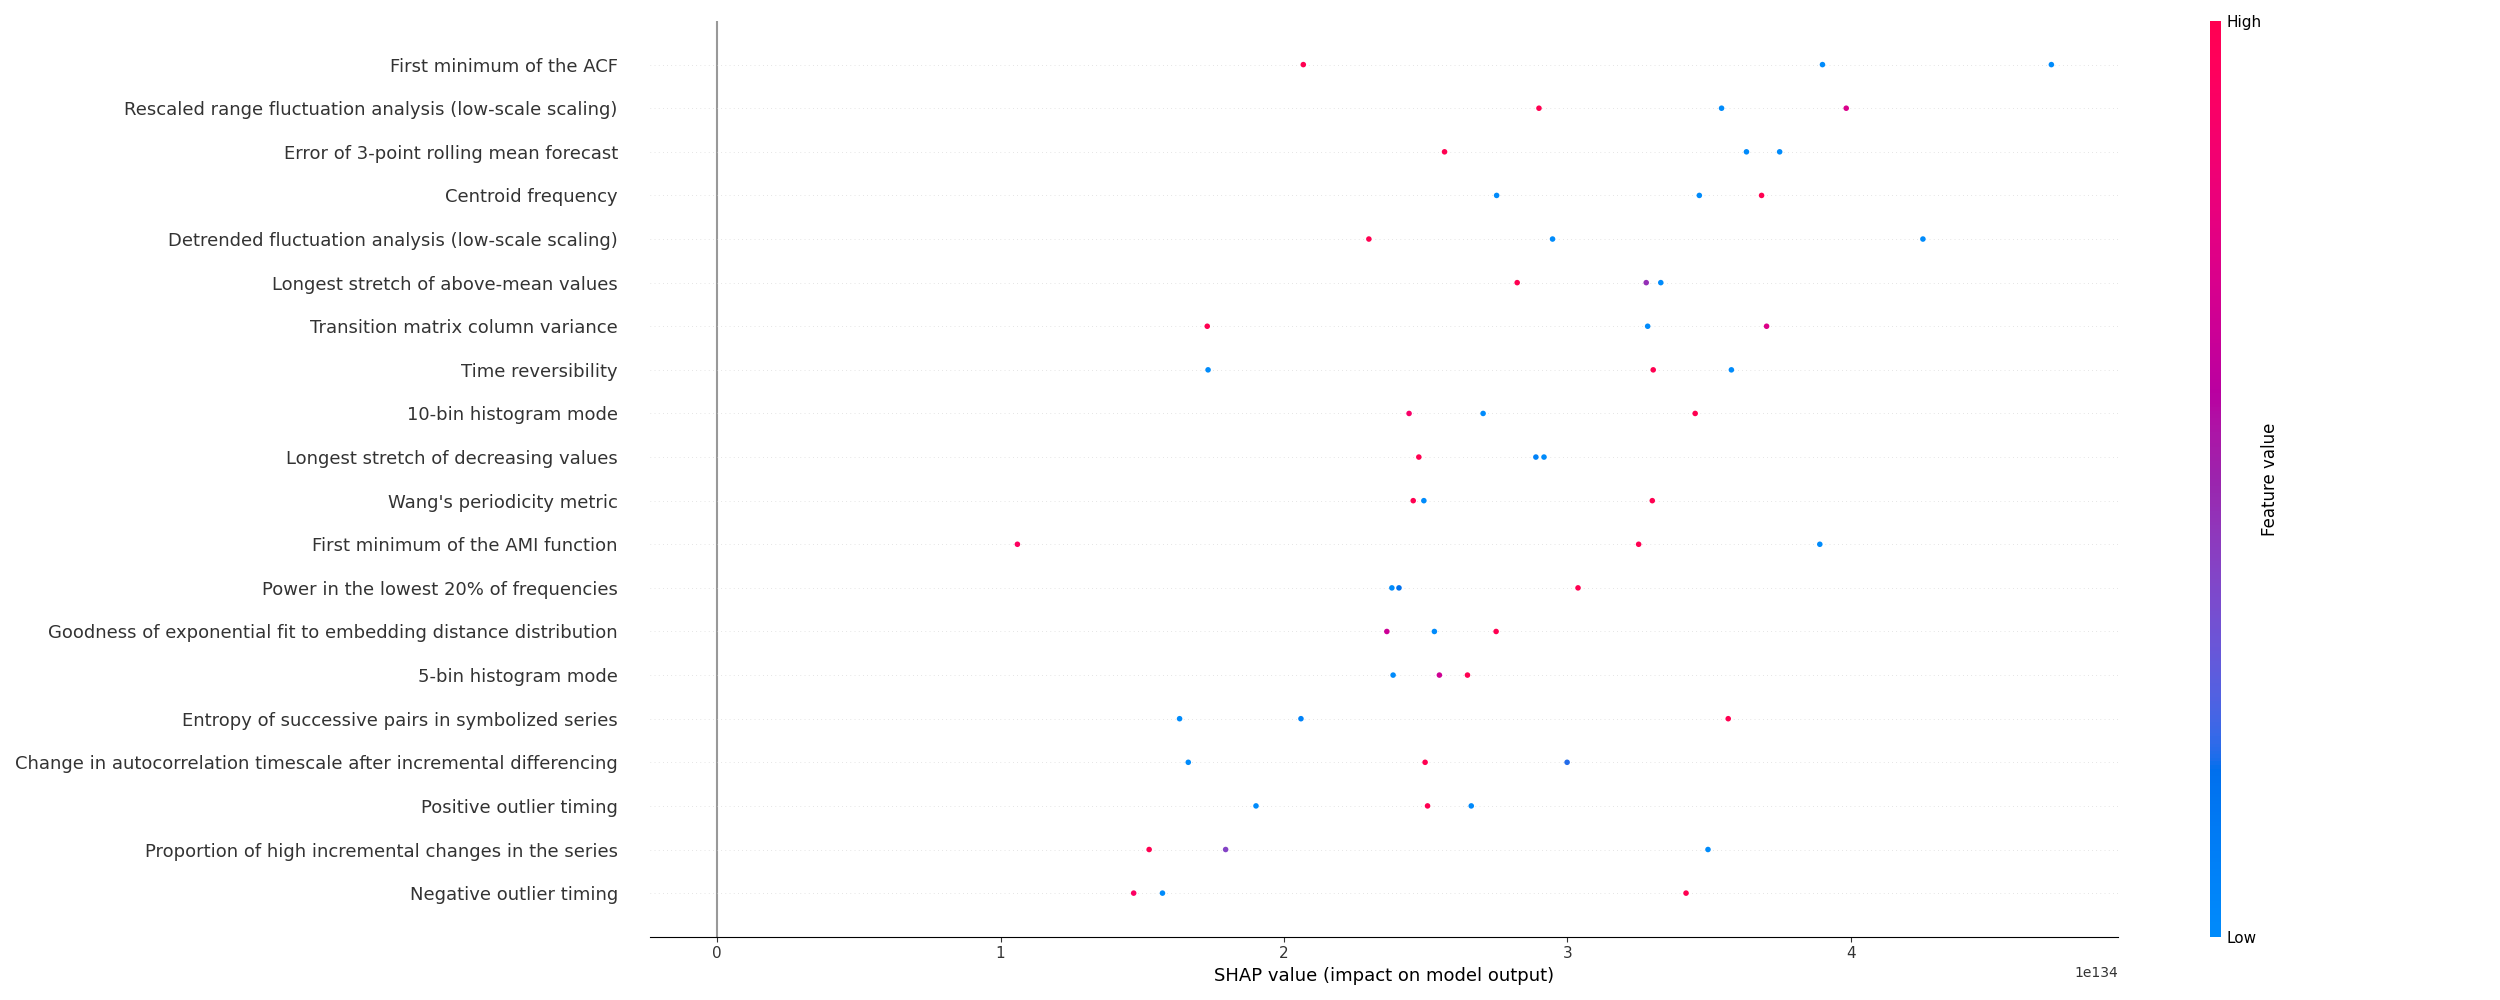 First minimum of the ACF
Rescaled range fluctuation analysis (low-scale scaling)
Error of 3-point rolling mean forecast
Centroid frequency
Detrended fluctuation analysis (low-scale scaling)
Longest stretch of above-mean values
Transition matrix column variance
Time reversibility
10-bin histogram mode
Longest stretch of decreasing values
Wang's periodicity metric
First minimum of the AMI function
Power in the lowest 20% of frequencies
Goodness of exponential fit to embedding distance distribution
5-bin histogram mode
Entropy of successive pairs in symbolized series
Change in autocorrelation timescale after incremental differencing
Positive outlier timing
Proportion of high incremental changes in the series
Negative outlier timing
0 1 2 3 4
1e134
SHAP value (impact on model output)
High
Feature value
Low